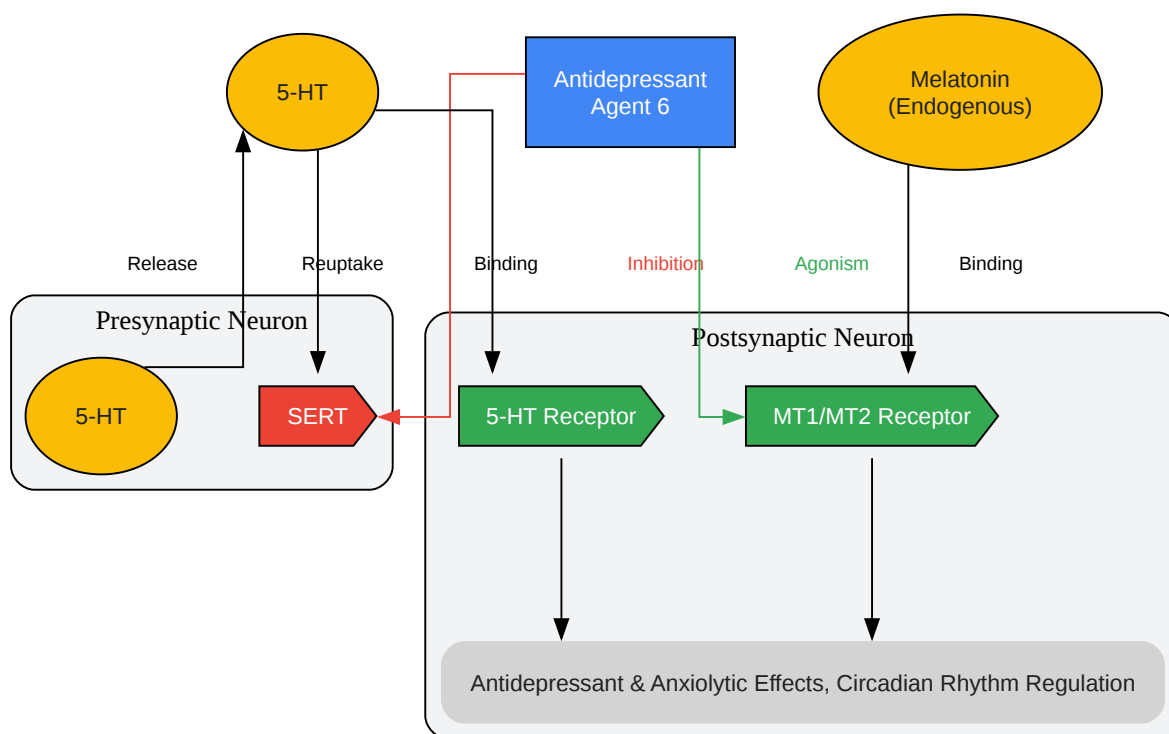 5-HT
Antidepressant
Agent 6
Melatonin
(Endogenous)
Release
Reuptake
Binding
Inhibition
Agonism
Binding
Presynaptic Neuron
Postsynaptic Neuron
5-HT
SERT
5-HT Receptor
MT1/MT2 Receptor
Antidepressant & Anxiolytic Effects, Circadian Rhythm Regulation